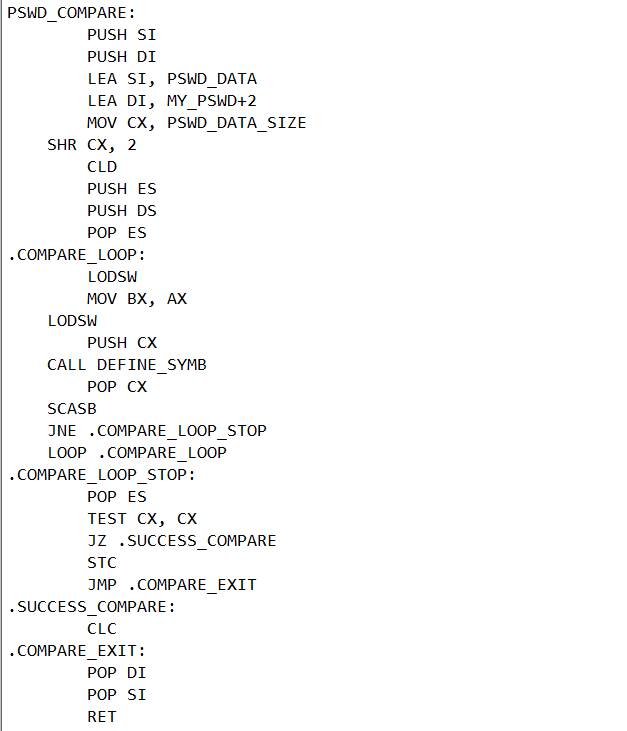 PSWD_COMPARE:
PUSH SI
PUSH DI
LEA SI, PSWD_DATA
LEA DI, MY_PSWD+2
MOV CX, PSWD_DATA_SIZE
SHR CX, 2
CLD
PUSH ES
PUSH DS
POP ES
.COMPARE_LOOP:
LODSW
MOV BX, AX
LODSW
PUSH CX
CALL DEFINE_SYMB
POP CX
SCASB
JNE .COMPARE_LOOP_STOP
LOOP .COMPARE_LOOP
.COMPARE_LOOP_STOP:
POP ES
TEST CX, CX
JZ .SUCCESS_COMPARE
STC
JMP .COMPARE_EXIT
.SUCCESS_COMPARE:
CLC
.COMPARE_EXIT:
POP DI
POP SI
RET